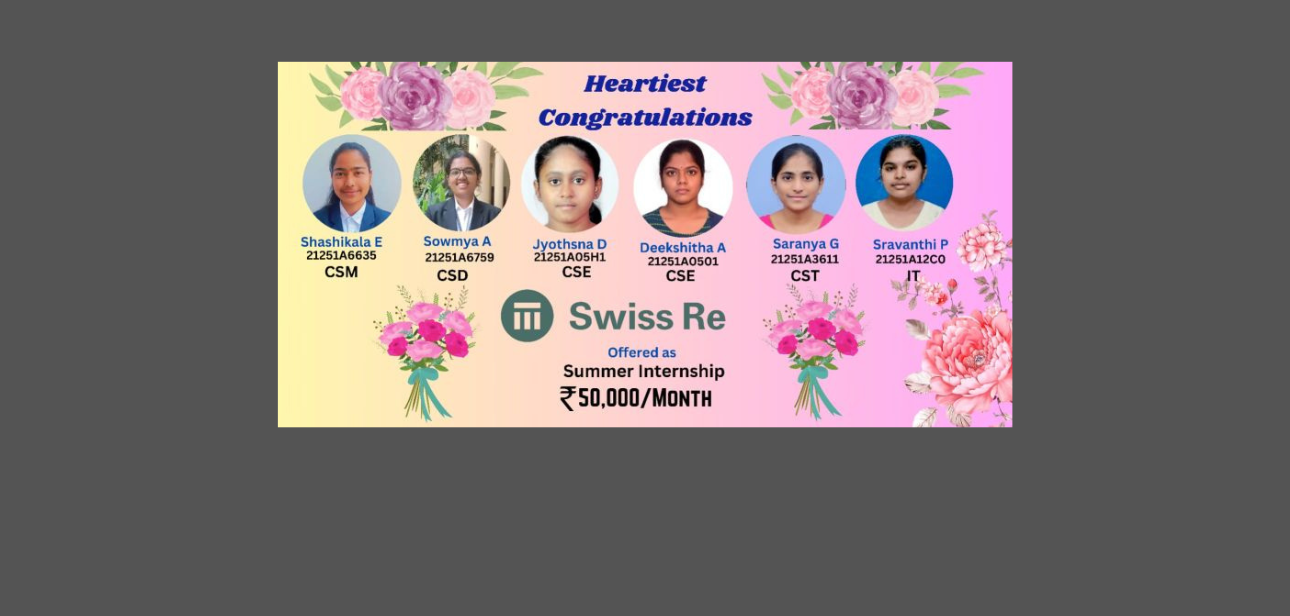 Heartiest
Congratulations
Shashikala E
21251A6635
CSM
Sowmya A
21251A6759
CSD
Jyothsna D
21251A05H1
CSE
Deekshitha A
21251A0501
CSE
Saranya G
21251A3611
CST
Sravanthi P
21251A12C0
IT
Swiss Re
Offered as
Summer Internship
₹50,000/Month